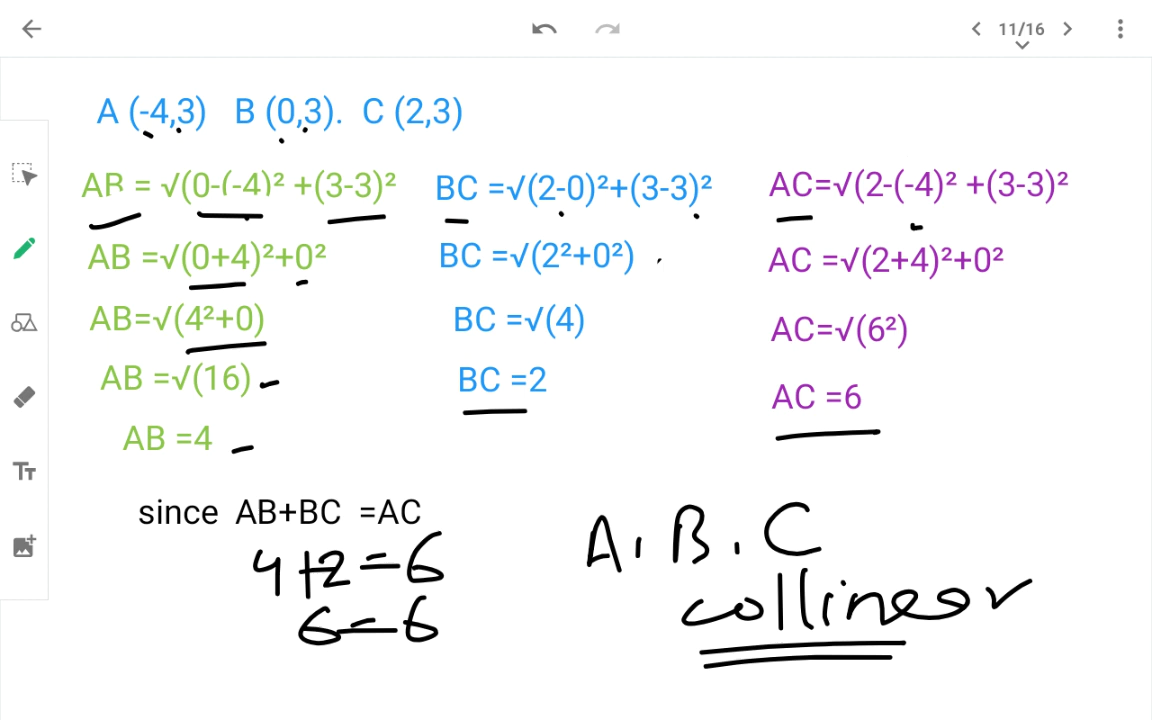 11/16
A (-4,3) B (0,3). C (2,3)
AB = √(0-(-4)² +(3-3)²
AB =√(0+4)²+0²
AB=√(4²+0)
AB =√(16)
AB =4
BC =√(2-0)²+(3-3)²
BC =√(2²+0²)
BC =√(4)
BC =2
AC=√(2-(-4)² +(3-3)²
AC =√(2+4)²+0²
AC=√(6²)
AC =6
since AB+BC =AC
4+2=6
6=6
A, B, C
collinear
Tт